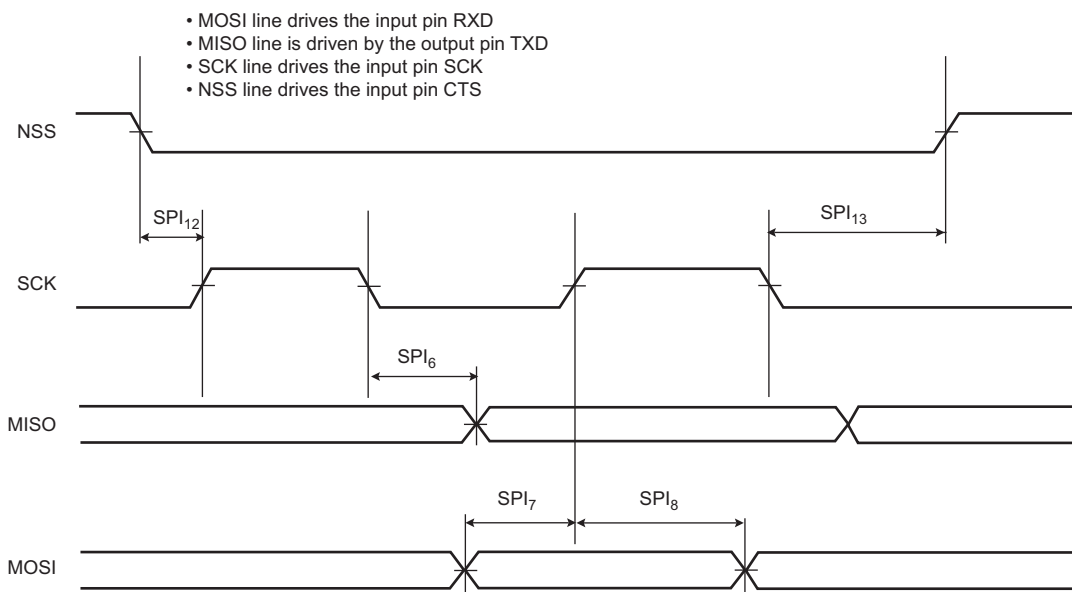 • MOSI line drives the input pin RXD
• MISO line is driven by the output pin TXD
• SCK line drives the input pin SCK
• NSS line drives the input pin CTS
NSS
SPI12
SPI13
SCK
SPI6
MISO
SPI7
SPI8
MOSI